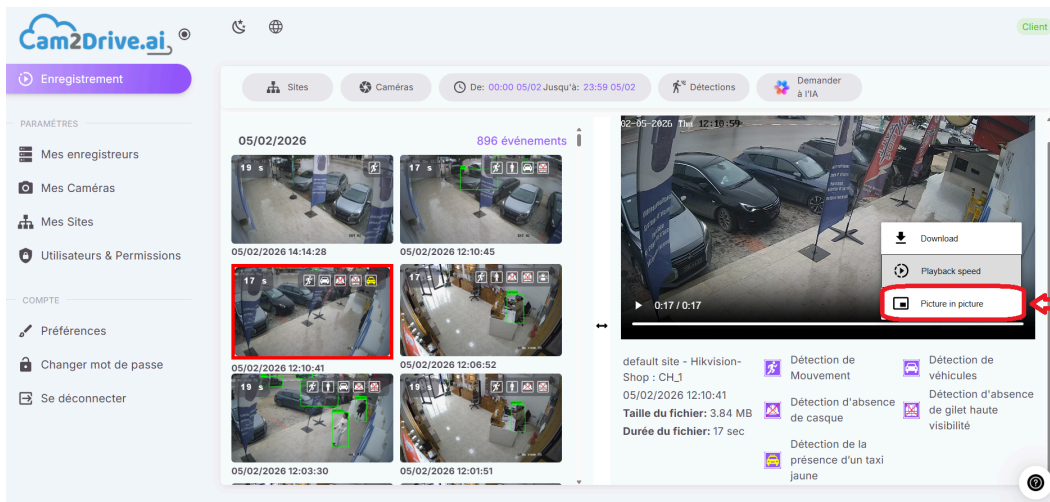 Cam2Drive.ai
Client
Enregistrement
PARAMÈTRES
Mes enregistreurs
Mes Caméras
Mes Sites
Utilisateurs & Permissions
COMPTE
Préférences
Changer mot de passe
Se déconnecter
Sites
Caméras
De: 00:00 05/02 Jusqu'à: 23:59 05/02
Détections
Demander
à l'IA
05/02/2026
896 événements
19 s
17 s
05/02/2026 14:14:28
05/02/2026 12:10:45
17 s
17 s
05/02/2026 12:10:41
05/02/2026 12:06:52
19 s
19 s
05/02/2026 12:03:30
05/02/2026 12:01:51
02-05-2026 Thu 12:10:59
Download
Playback speed
Picture in picture
0:17 / 0:17
default site - Hikvision-
Shop : CH_1
05/02/2026 12:10:41
Taille du fichier: 3.84 MB
Durée du fichier: 17 sec
Détection de
Mouvement
Détection de
véhicules
Détection d'absence
de casque
Détection d'absence
de gilet haute
visibilité
Détection de la
présence d'un taxi
jaune